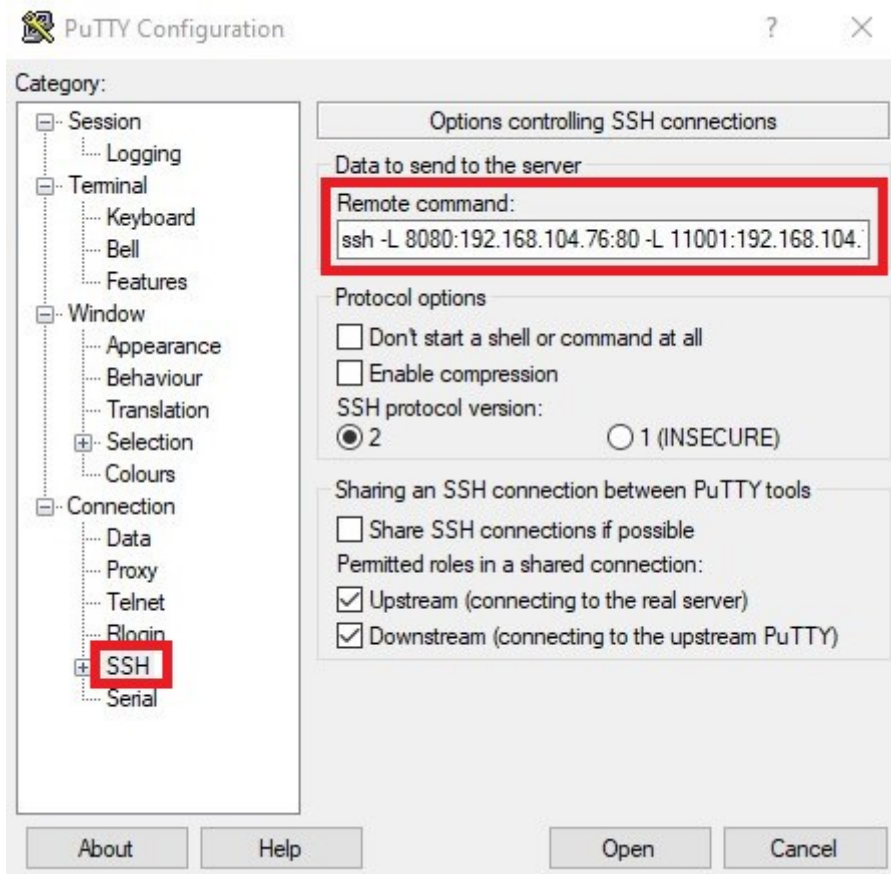 PuTTY Configuration
?
Category:
Session
Logging
Terminal
Keyboard
Bell
Features
Window
Appearance
Behaviour
Translation
Selection
Colours
Connection
Data
Proxy
Telnet
Rlogin
SSH
Serial
Options controlling SSH connections
Data to send to the server
Remote command:
ssh -L 8080:192.168.104.76:80 -L 11001:192.168.104.
Protocol options
Don't start a shell or command at all
Enable compression
SSH protocol version:
2 1 (INSECURE)
Sharing an SSH connection between PuTTY tools
Share SSH connections if possible
Permitted roles in a shared connection:
Upstream (connecting to the real server)
Downstream (connecting to the upstream PuTTY)
About Help Open Cancel